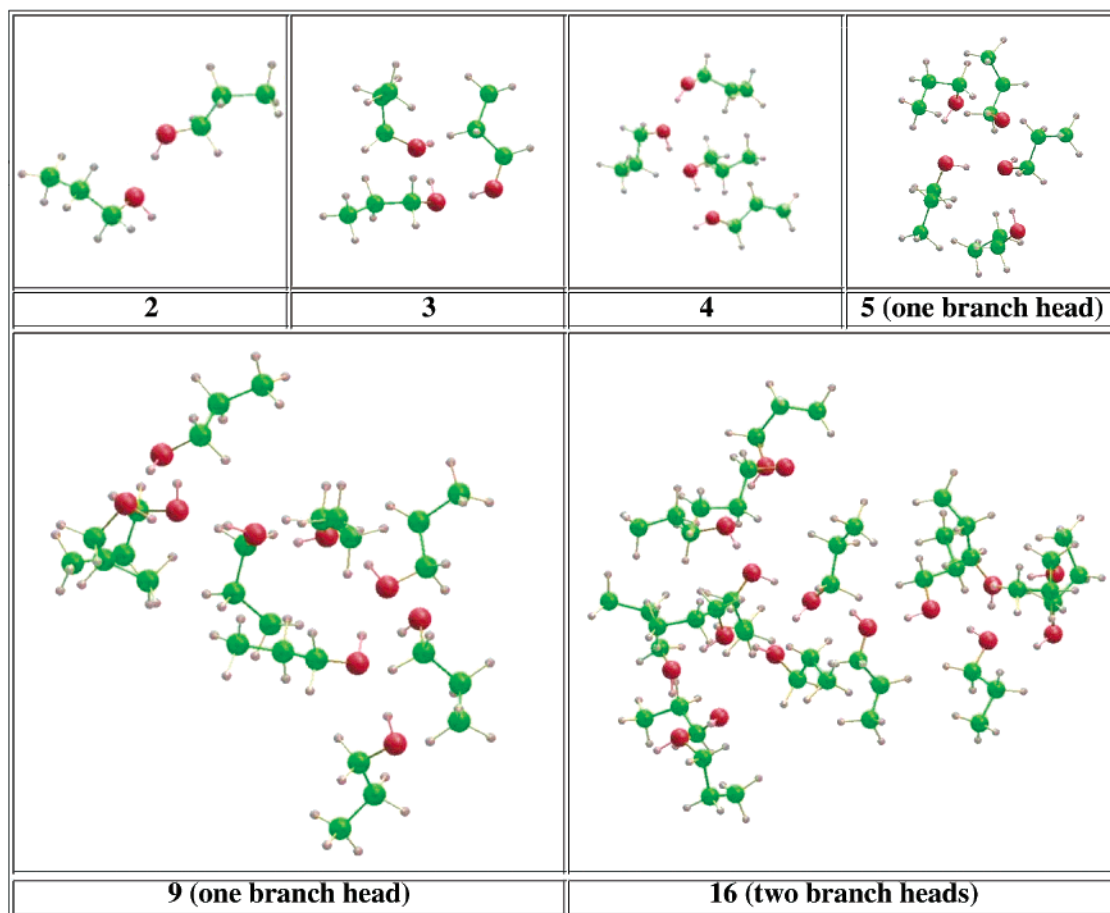 2
3
4
5 (one branch head)
9 (one branch head)
16 (two branch heads)